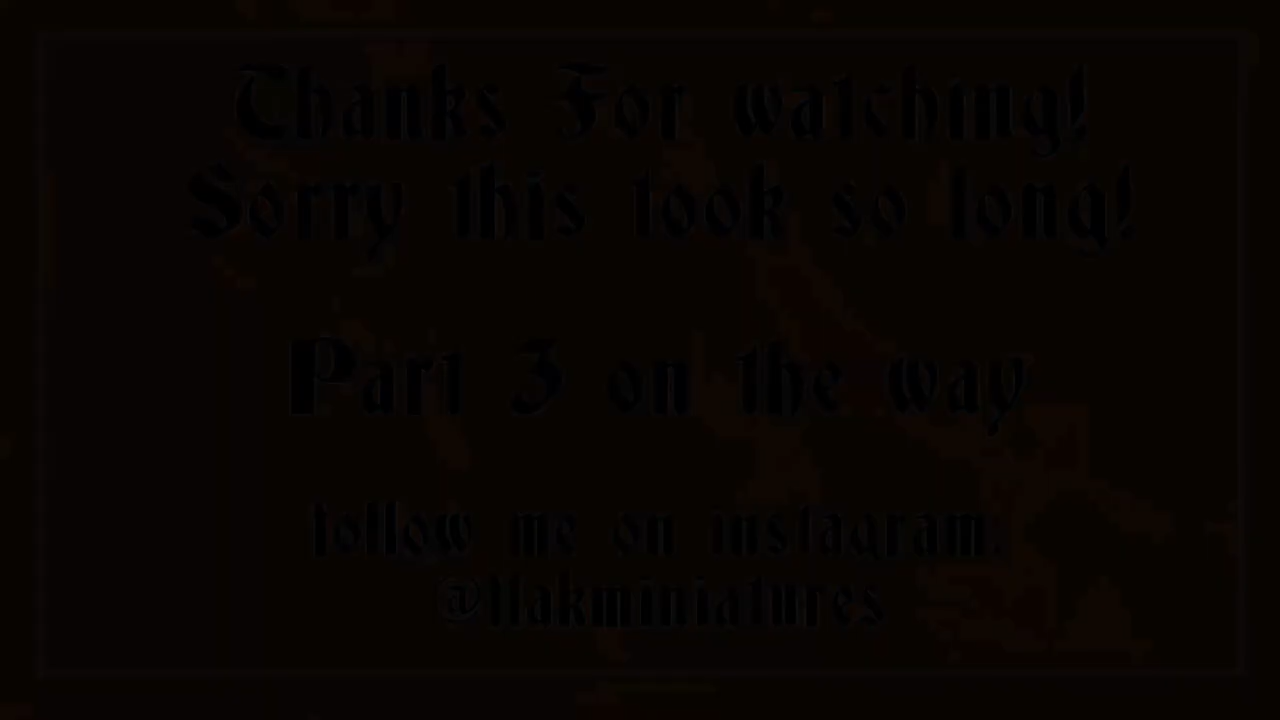 Thanks For watching!
Sorry this took so long!
Part 3 on the way
follow me on instagram: